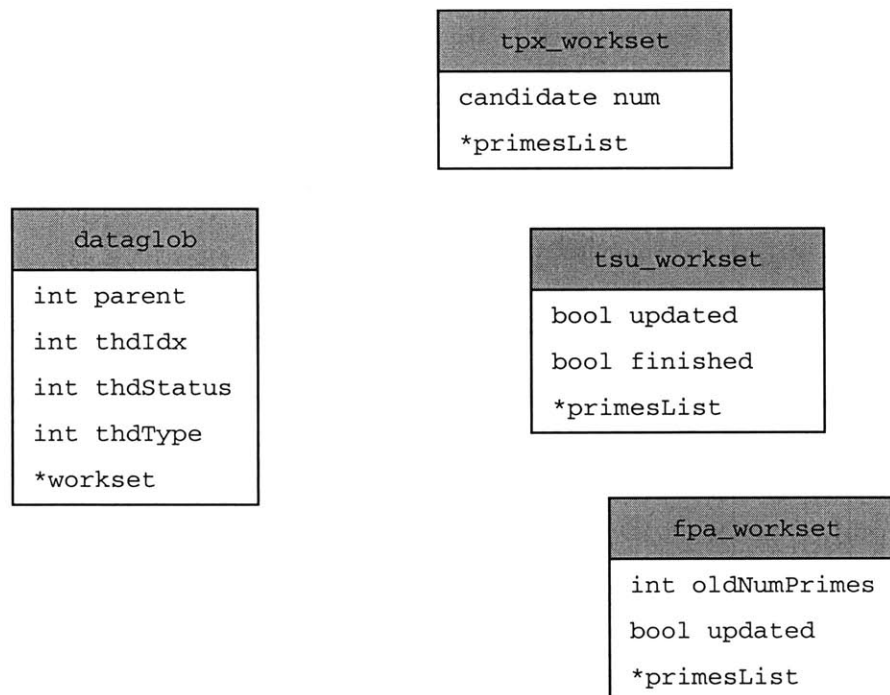 tpx_workset
candidate num
*primesList
dataglob
int parent
int thdIdx
int thdStatus
int thdType
*workset
tsu_workset
bool updated
bool finished
*primesList
fpa_workset
int oldNumPrimes
bool updated
*primesList